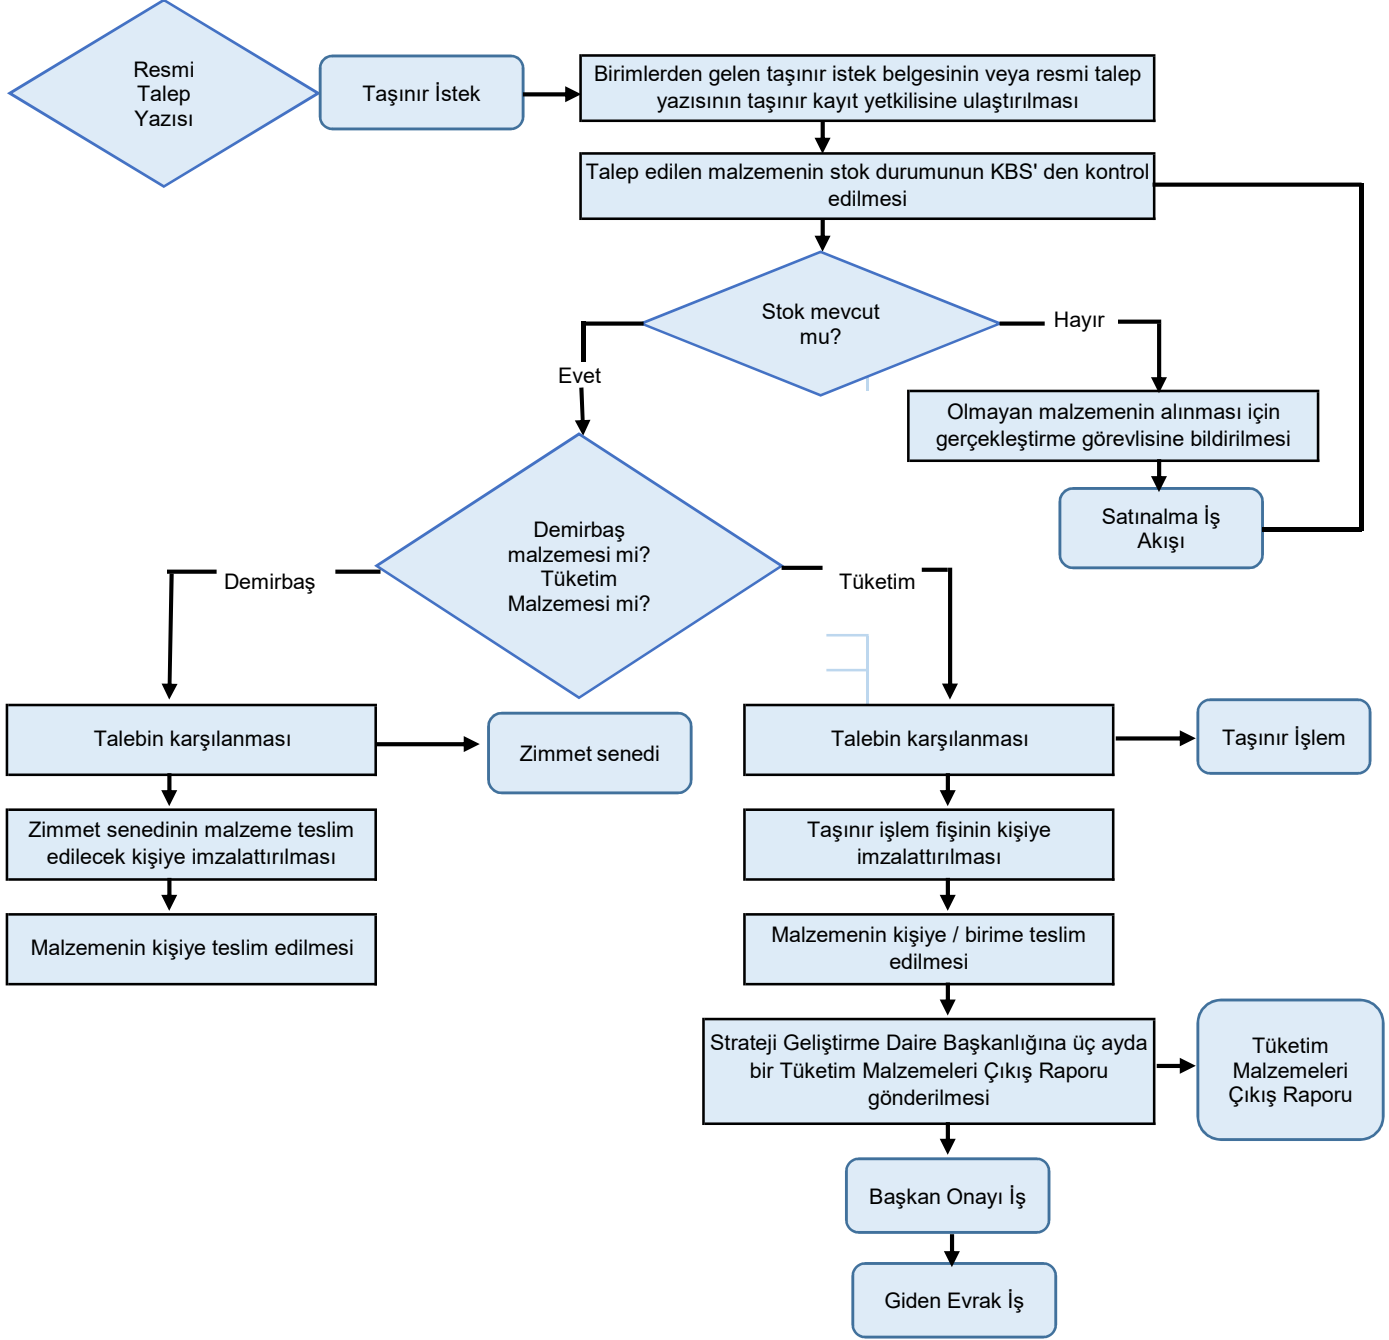 Resmi
Talep
Yazısı
Taşınır İstek
Birimlerden gelen taşınır istek belgesinin veya resmi talep
yazısının taşınır kayıt yetkilisine ulaştırılması
Talep edilen malzemenin stok durumunun KBS' den kontrol
edilmesi
Stok mevcut
mu?
Hayır
Evet
Olmayan malzemenin alınması için
gerçekleştirme görevlisine bildirilmesi
Satınalma İş
Akışı
Demirbaş
malzemesi mi?
Tüketim
Malzemesi mi?
Demirbaş
Tüketim
Talebin karşılanması
Zimmet senedi
Talebin karşılanması
Taşınır İşlem
Zimmet senedinin malzeme teslim
edilecek kişiye imzalattırılması
Taşınır işlem fişinin kişiye
imzalattırılması
Malzemenin kişiye teslim edilmesi
Malzemenin kişiye / birime teslim
edilmesi
Strateji Geliştirme Daire Başkanlığına üç ayda
bir Tüketim Malzemeleri Çıkış Raporu
gönderilmesi
Tüketim
Malzemeleri
Çıkış Raporu
Başkan Onayı İş
Giden Evrak İş